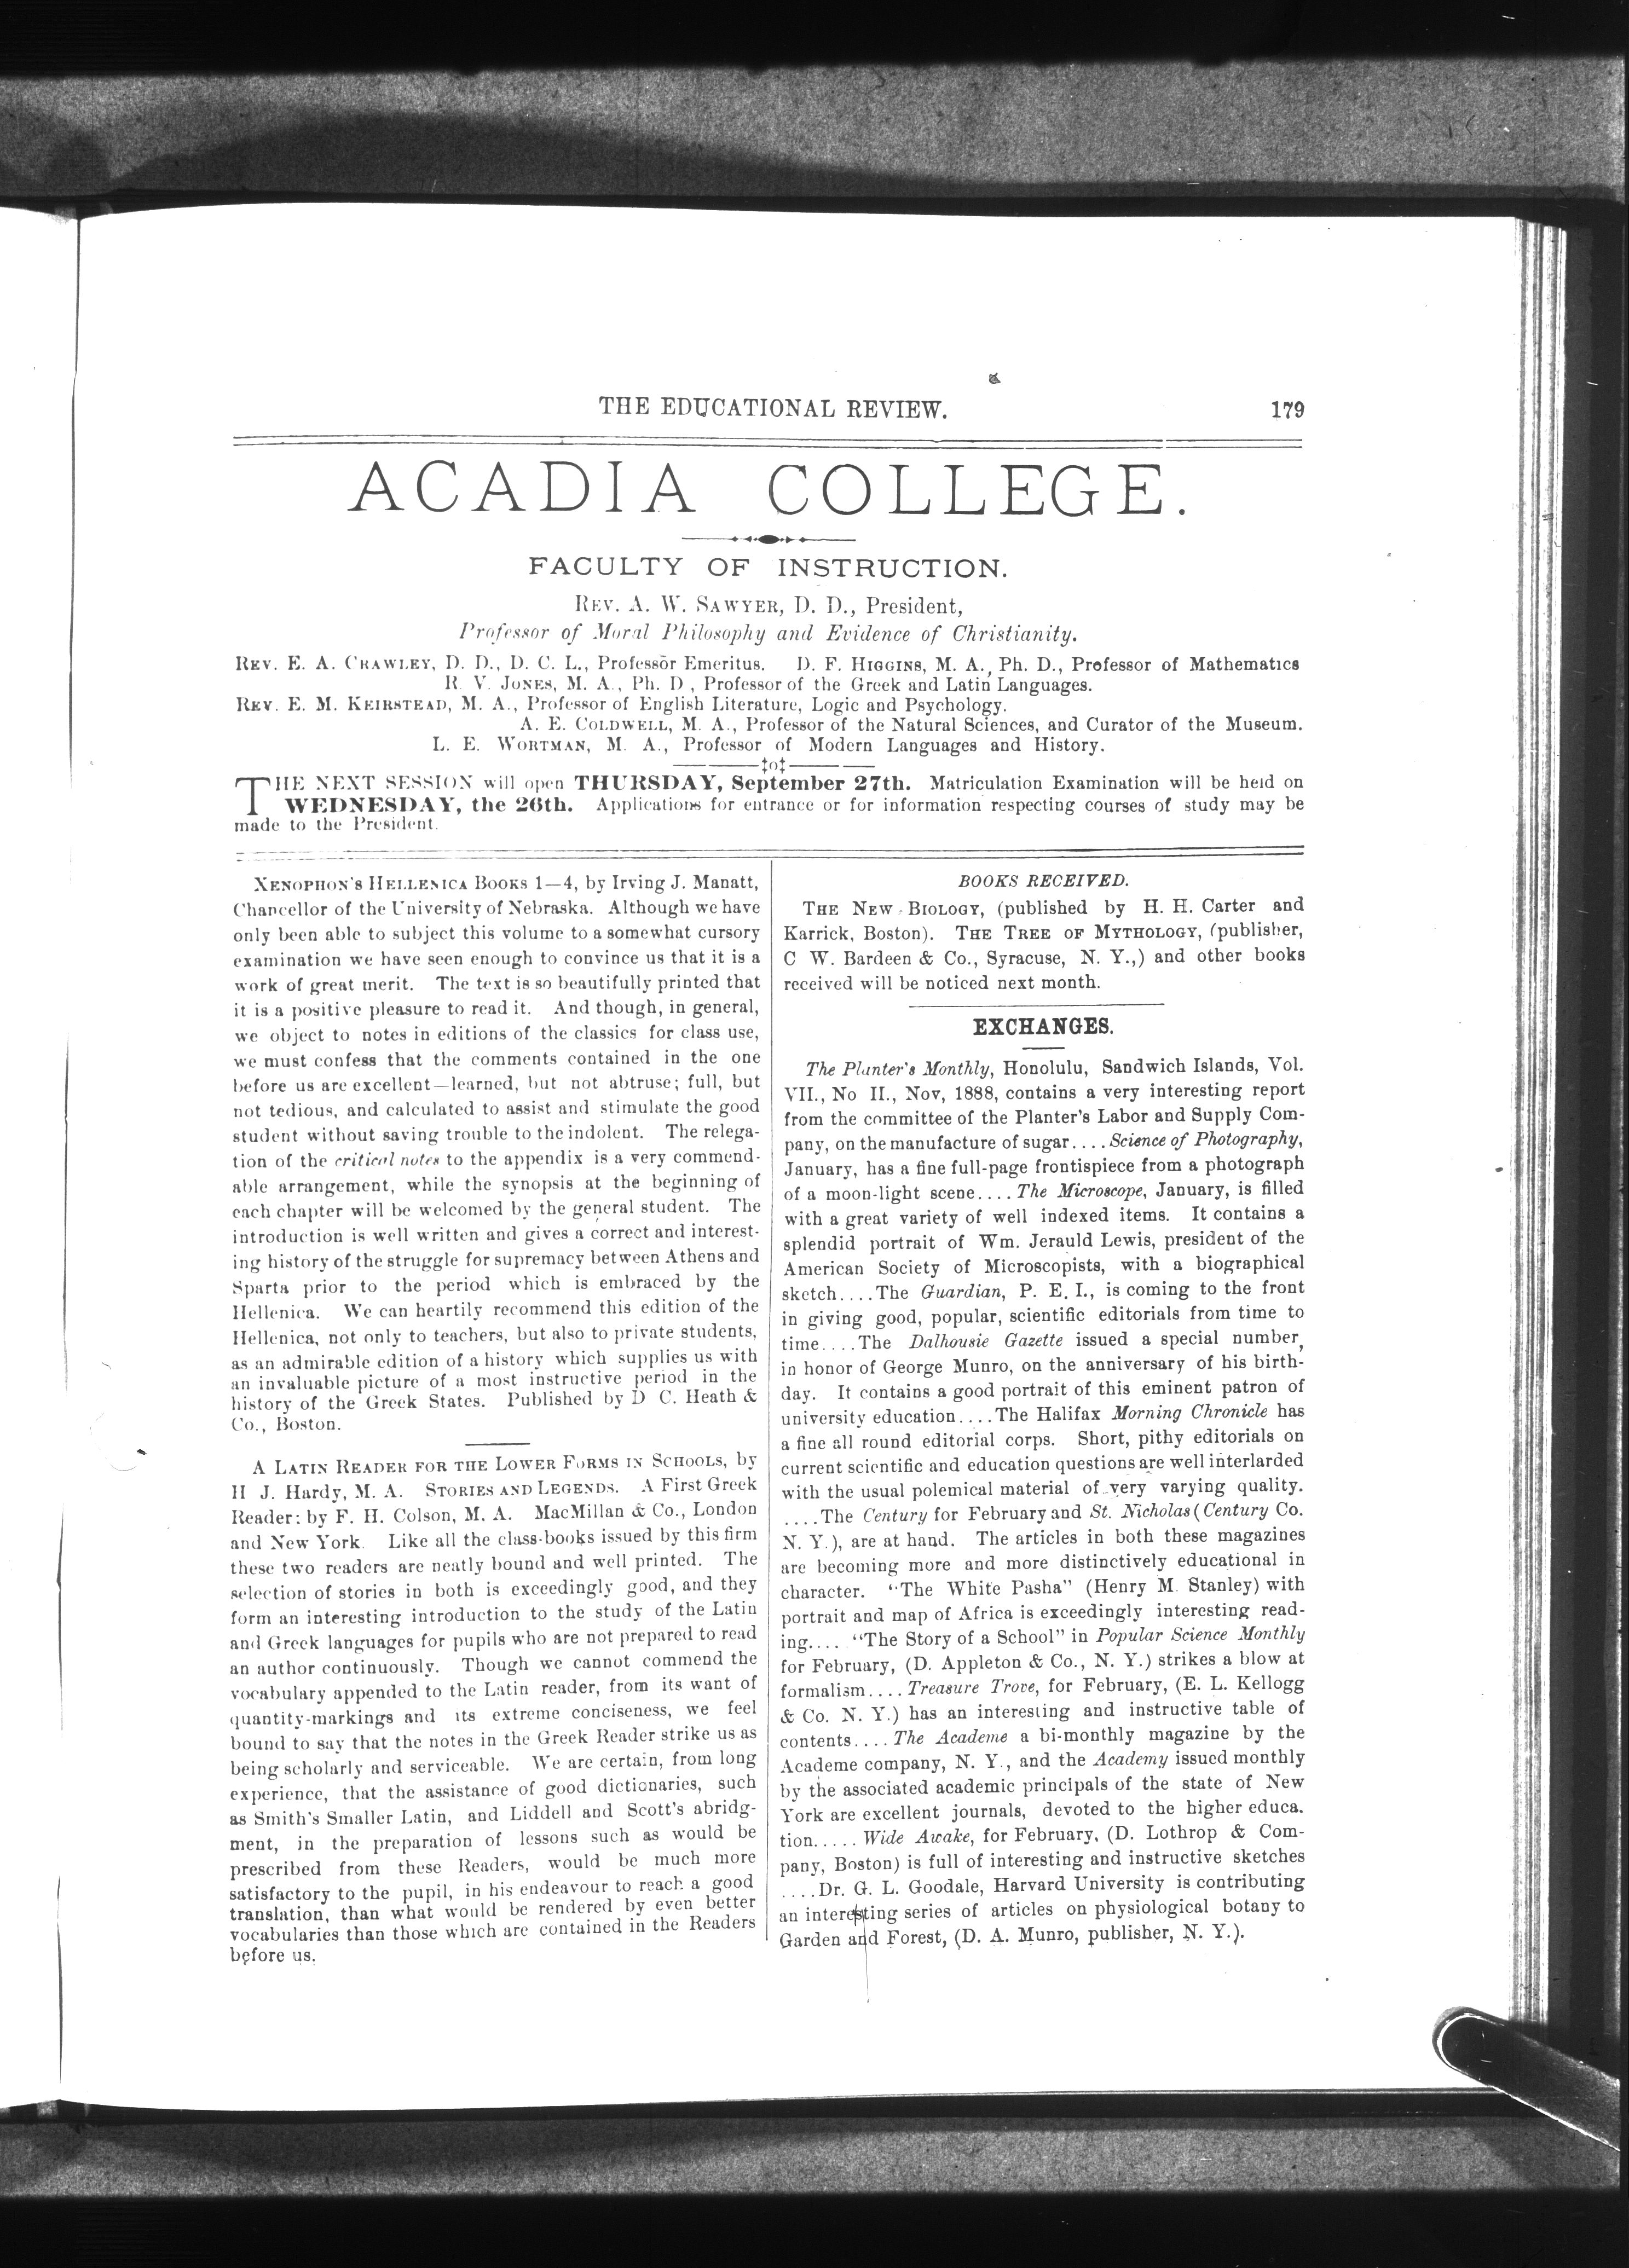 THE EDUCATIONAL REVIEW. 179
ACADIA COLLEGE.
FACULTY OF INSTRUCTION.
REV. A. W. SAWYER, D. D., President,
Professor of Moral Philosophy and Evidence of Christianity.
REV. E. A. CRAWLEY, D. D., D. C. L., Professor Emeritus. D. F. HIGGINS, M. A., Ph. D., Professor of Mathematics
R. V. JONES, M. A., Ph. D , Professor of the Greek and Latin Languages.
REV. E. M. KEIRSTEAD, M. A., Professor of English Literature, Logic and Psychology.
A. E. COLDWELL, M. A., Professor of the Natural Sciences, and Curator of the Museum.
L. E. WORTMAN, M. A., Professor of Modern Languages and History.
THE NEXT SESSION will open THURSDAY, September 27th. Matriculation Examination will be held on
WEDNESDAY, the 26th. Applications for entrance or for information respecting courses of study may be
made to the President.
XENOPHON'S HELLENICA BOOKS 1—4, by Irving J. Manatt,
Chancellor of the University of Nebraska. Although we have
only been able to subject this volume to a somewhat cursory
examination we have seen enough to convince us that it is a
work of great merit. The text is so beautifully printed that
it is a positive pleasure to read it. And though, in general,
we object to notes in editions of the classics for class use,
we must confess that the comments contained in the one
before us are excellent—learned, but not abtruse; full, but
not tedious, and calculated to assist and stimulate the good
student without saving trouble to the indolent. The relega-
tion of the critical notes to the appendix is a very commend-
able arrangement, while the synopsis at the beginning of
each chapter will be welcomed by the general student. The
introduction is well written and gives a correct and interest-
ing history of the struggle for supremacy between Athens and
Sparta prior to the period which is embraced by the
Hellenica. We can heartily recommend this edition of the
Hellenica, not only to teachers, but also to private students,
as an admirable edition of a history which supplies us with
an invaluable picture of a most instructive period in the
history of the Greek States. Published by D C. Heath &
Co., Boston.
A LATIN READER FOR THE LOWER FORMS IN SCHOOLS, by
H J. Hardy, M. A. STORIES AND LEGENDS. A First Greek
Reader: by F. H. Colson, M. A. MacMillan & Co., London
and New York. Like all the class-books issued by this firm
these two readers are neatly bound and well printed. The
selection of stories in both is exceedingly good, and they
form an interesting introduction to the study of the Latin
and Greek languages for pupils who are not prepared to read
an author continuously. Though we cannot commend the
vocabulary appended to the Latin reader, from its want of
quantity-markings and its extreme conciseness, we feel
bound to say that the notes in the Greek Reader strike us as
being scholarly and serviceable. We are certain, from long
experience, that the assistance of good dictionaries, such
as Smith's Smaller Latin, and Liddell and Scott's abridg-
ment, in the preparation of lessons such as would be
prescribed from these Readers, would be much more
satisfactory to the pupil, in his endeavour to reach a good
translation, than what would be rendered by even better
vocabularies than those which are contained in the Readers
before us.
BOOKS RECEIVED.
THE NEW BIOLOGY, (published by H. H. Carter and
Karrick, Boston). THE TREE OF MYTHOLOGY, (publisher,
C W. Bardeen & Co., Syracuse, N. Y.,) and other books
received will be noticed next month.
EXCHANGES.
The Planter's Monthly, Honolulu, Sandwich Islands, Vol.
VII., No II., Nov, 1888, contains a very interesting report
from the committee of the Planter's Labor and Supply Com-
pany, on the manufacture of sugar.... Science of Photography,
January, has a fine full-page frontispiece from a photograph
of a moon-light scene.... The Microscope, January, is filled
with a great variety of well indexed items. It contains a
splendid portrait of Wm. Jerauld Lewis, president of the
American Society of Microscopists, with a biographical
sketch....The Guardian, P. E. I., is coming to the front
in giving good, popular, scientific editorials from time to
time....The Dalhousie Gazette issued a special number,
in honor of George Munro, on the anniversary of his birth-
day. It contains a good portrait of this eminent patron of
university education....The Halifax Morning Chronicle has
a fine all round editorial corps. Short, pithy editorials on
current scientific and education questions are well interlarded
with the usual polemical material of very varying quality.
....The Century for February and St. Nicholas (Century Co.
N. Y.), are at hand. The articles in both these magazines
are becoming more and more distinctively educational in
character. "The White Pasha" (Henry M. Stanley) with
portrait and map of Africa is exceedingly interesting read-
ing.... "The Story of a School" in Popular Science Monthly
for February, (D. Appleton & Co., N. Y.) strikes a blow at
formalism.... Treasure Trove, for February, (E. L. Kellogg
& Co. N. Y.) has an interesting and instructive table of
contents.... The Academe a bi-monthly magazine by the
Academe company, N. Y., and the Academy issued monthly
by the associated academic principals of the state of New
York are excellent journals, devoted to the higher educa.
tion..... Wide Awake, for February, (D. Lothrop & Com-
pany, Boston) is full of interesting and instructive sketches
....Dr. G. L. Goodale, Harvard University is contributing
an interesting series of articles on physiological botany to
Garden and Forest, (D. A. Munro, publisher, N. Y.).